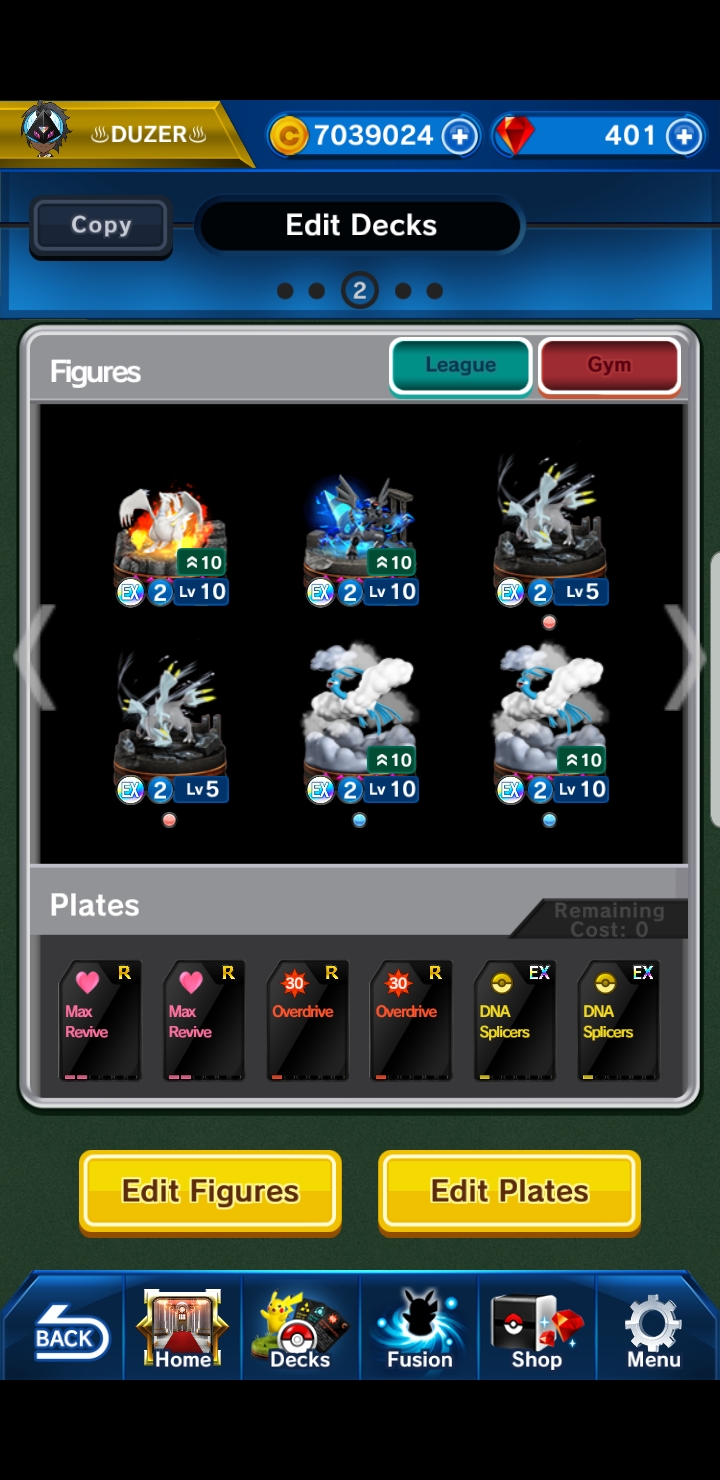 ♨DUZER♨
C 7039024 +
401 +
Copy
Edit Decks
2
Figures
League
Gym
10
EX 2 Lv 10
10
EX 2 Lv 10
EX 2 Lv 5
EX 2 Lv 5
10
EX 2 Lv 10
10
EX 2 Lv 10
Plates
Remaining
Cost: 0
R
Max
Revive
R
Max
Revive
30 R
Overdrive
30 R
Overdrive
EX
DNA
Splicers
EX
DNA
Splicers
Edit Figures
Edit Plates
BACK
Home
Decks
Fusion
Shop
Menu